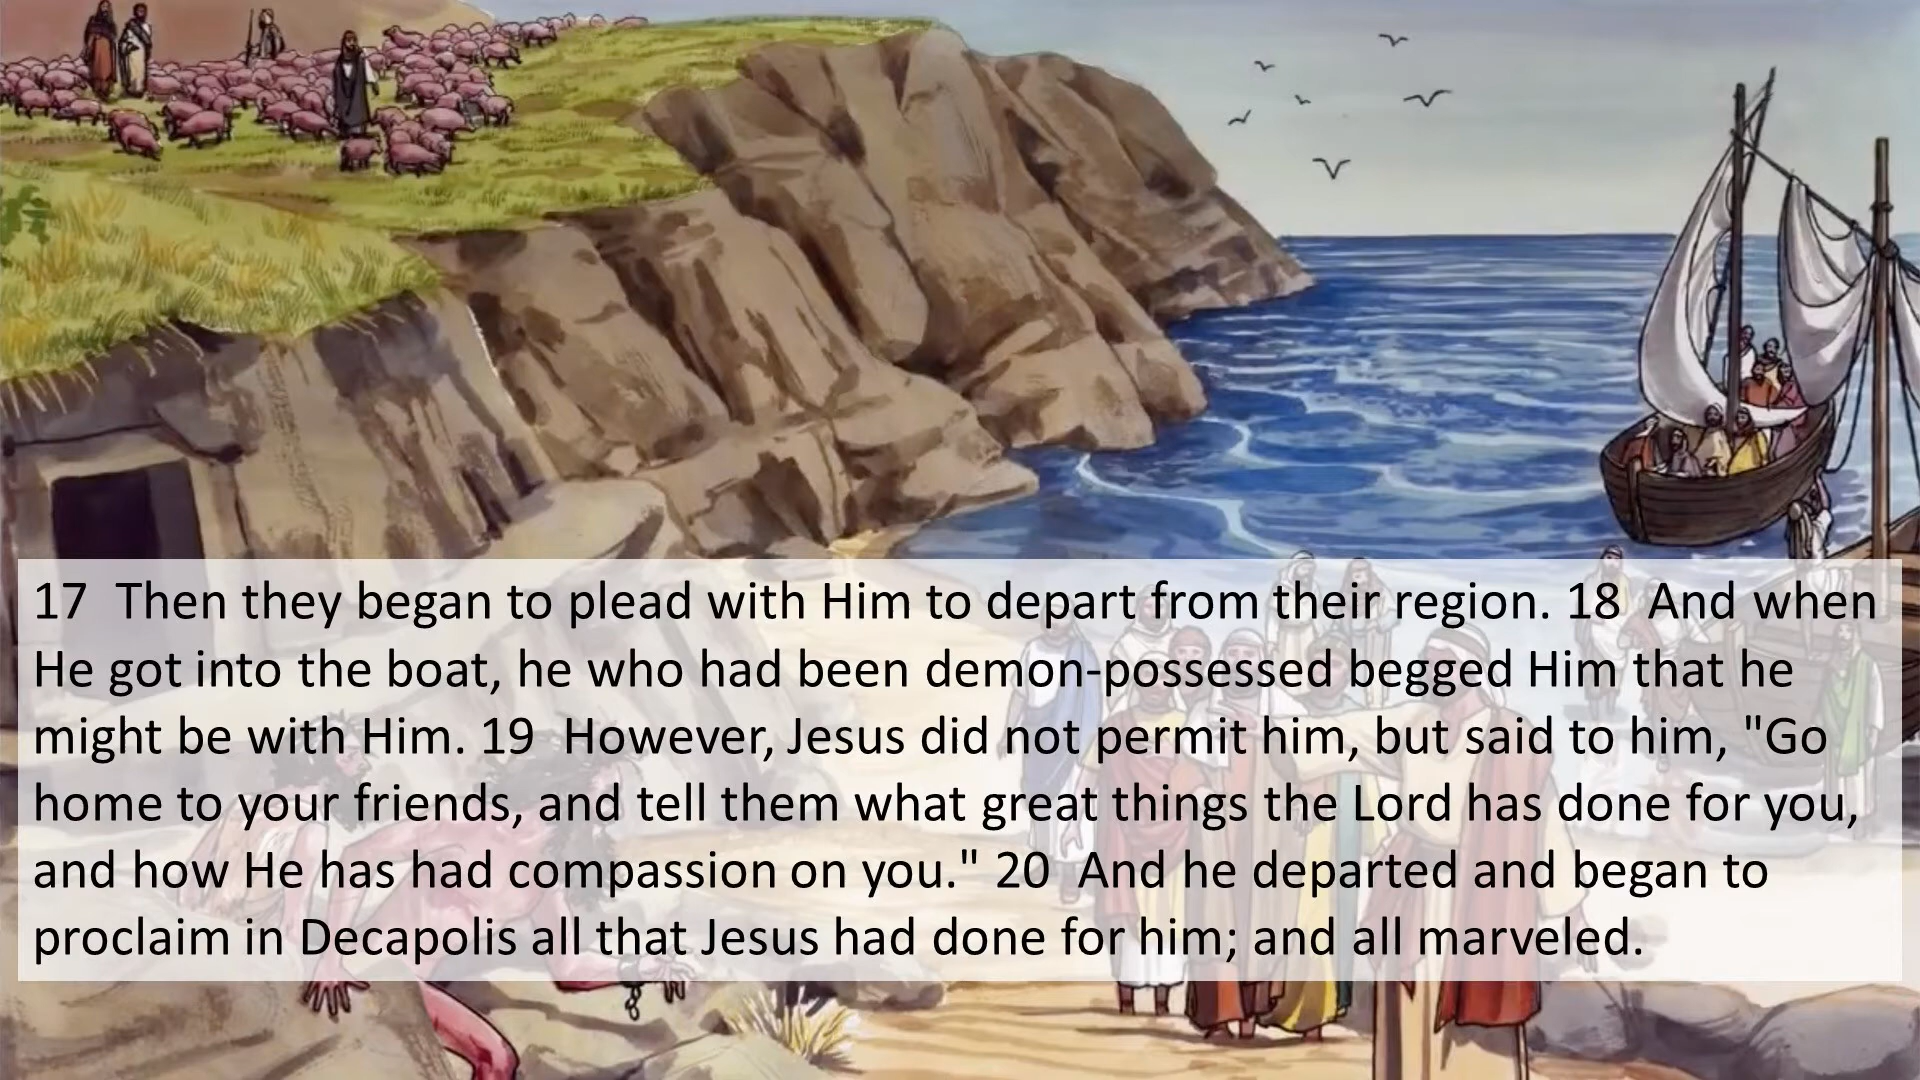 17  Then they began to plead with Him to depart from their region. 18  And when
He got into the boat, he who had been demon-possessed begged Him that he
might be with Him. 19  However, Jesus did not permit him, but said to him, "Go
home to your friends, and tell them what great things the Lord has done for you,
and how He has had compassion on you." 20  And he departed and began to
proclaim in Decapolis all that Jesus had done for him; and all marveled.